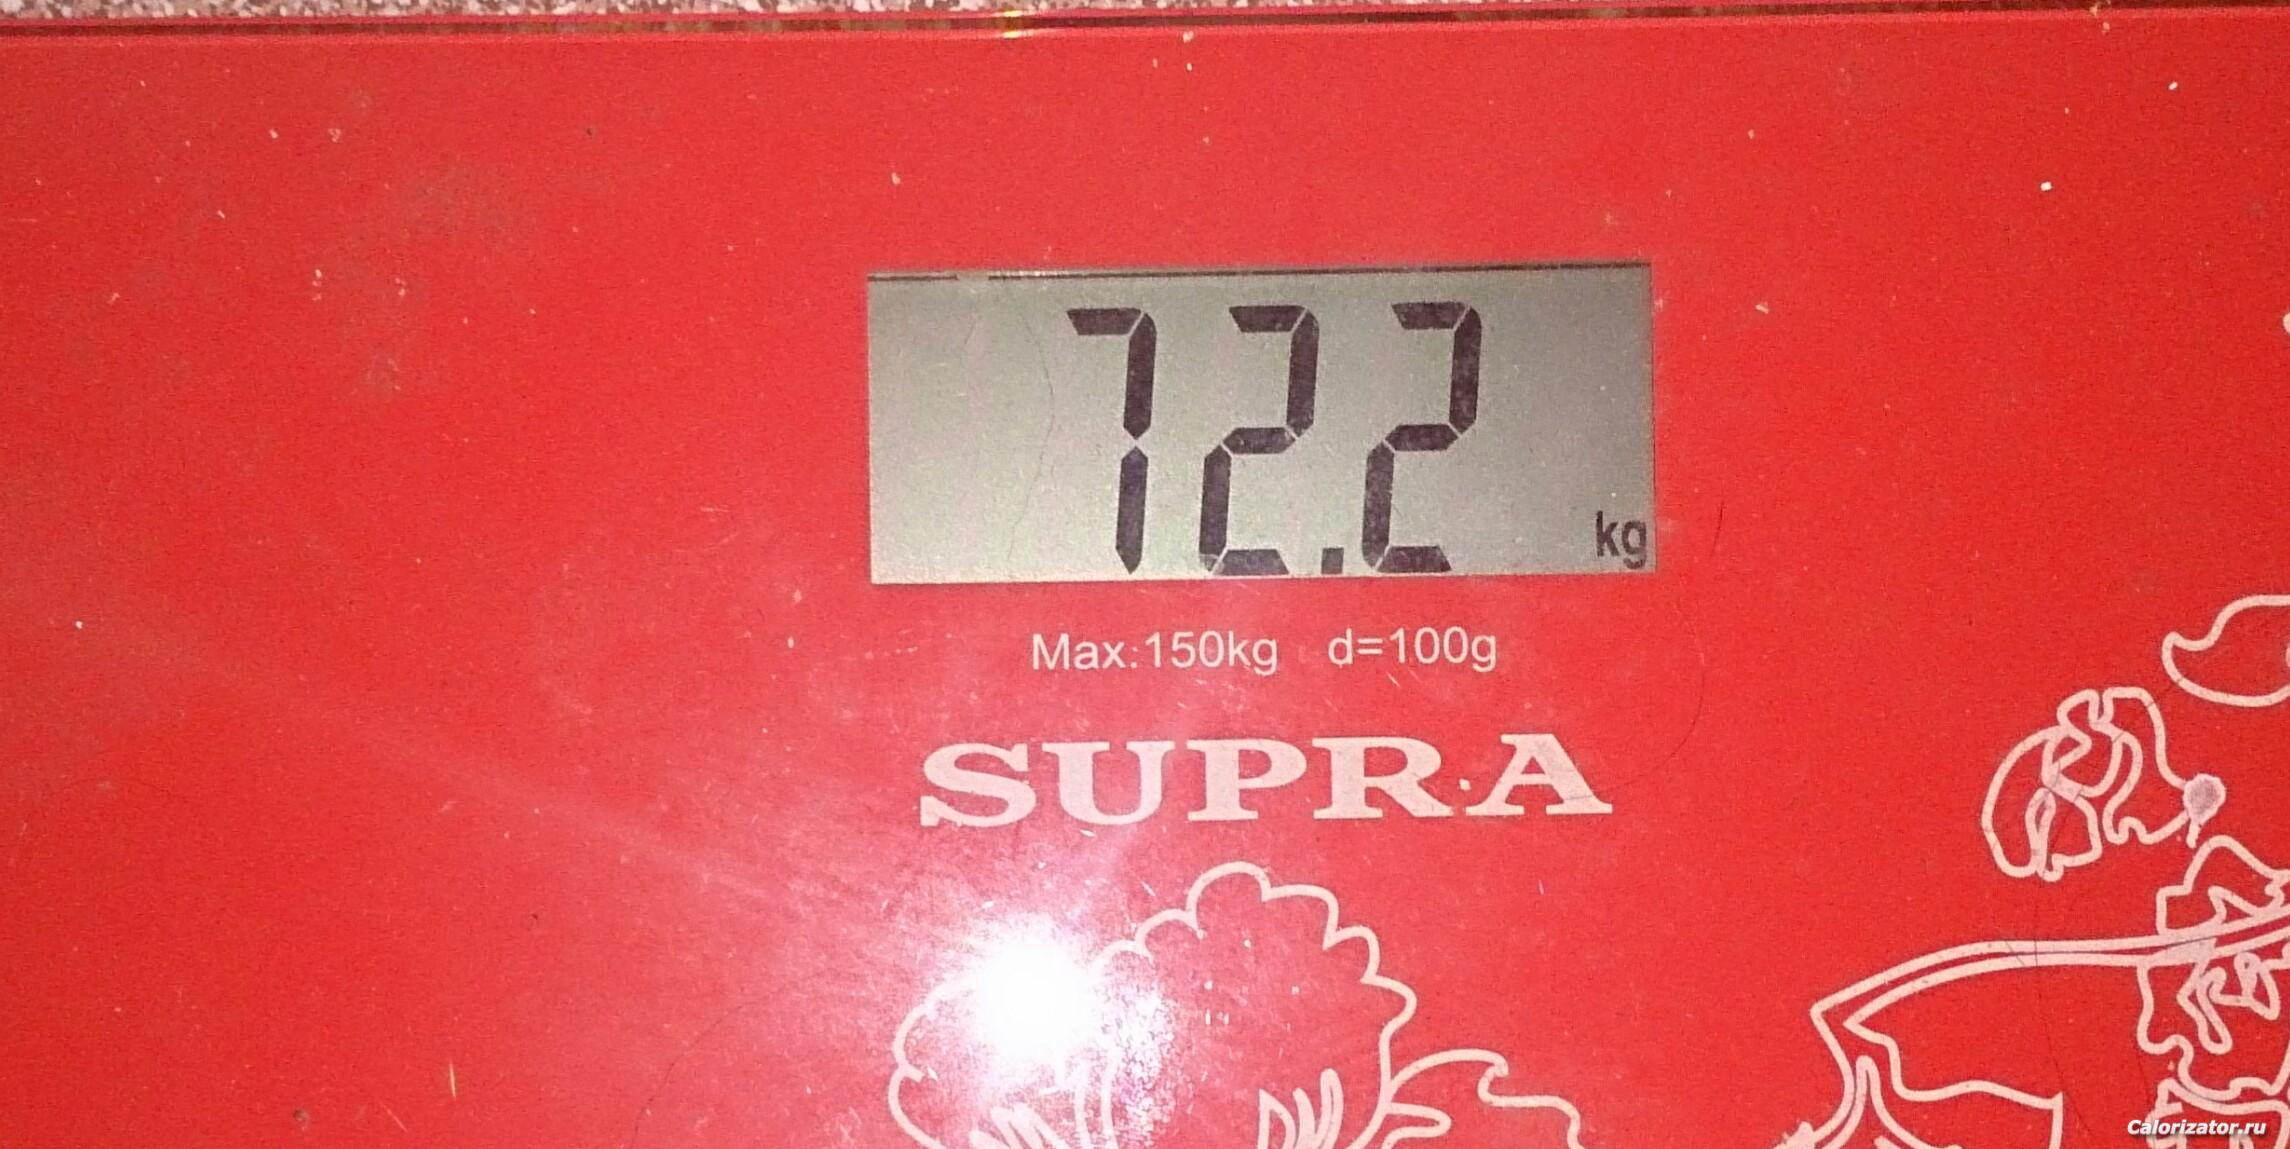 72.2 kg
Max:150kg d=100g
SUPRA
Calorizator.ru